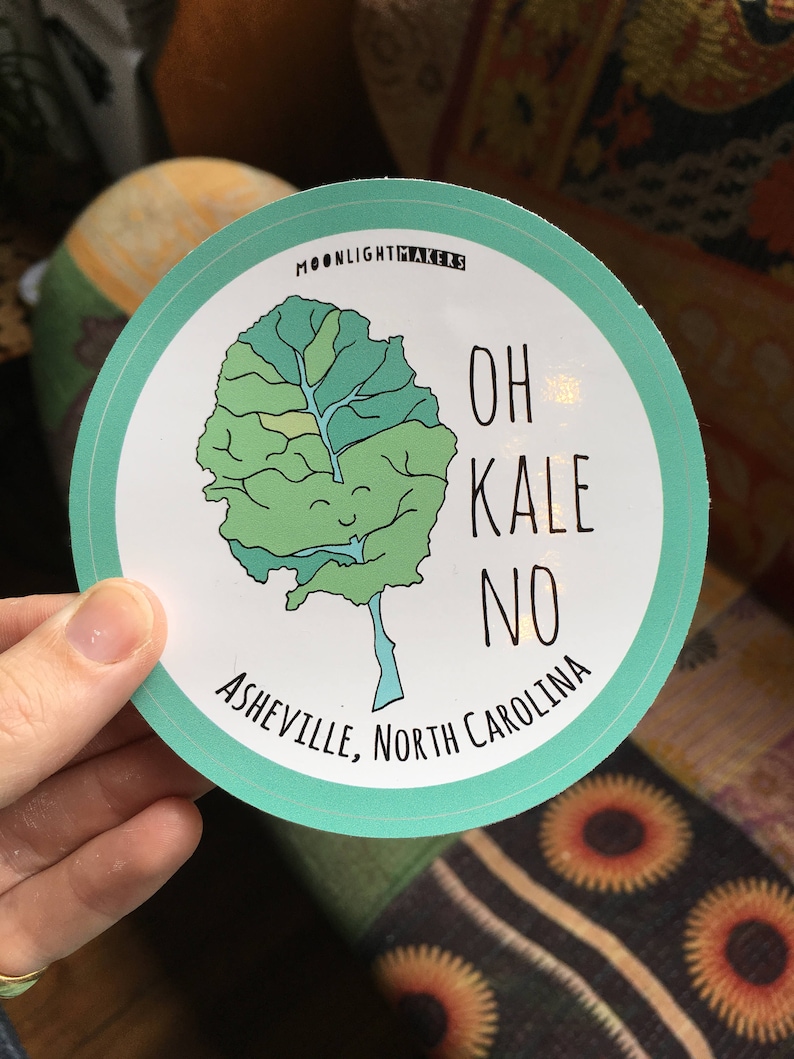 MOONLIGHTMAKERS
OH
KALE
NO
ASHEVILLE, NORTH CAROLINA